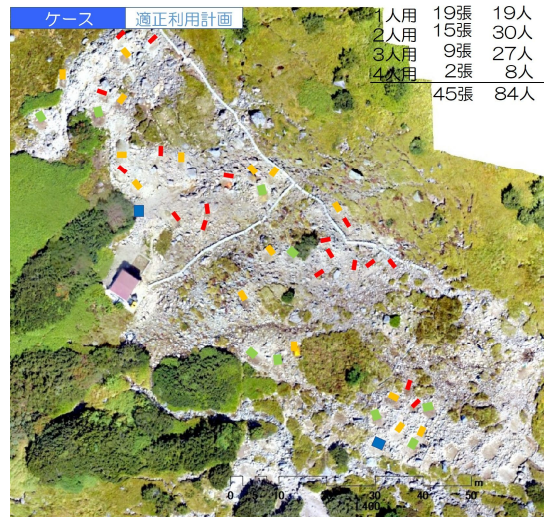 ケース 適正利用計画
1人用 19張 19人
2人用 15張 30人
3人用 9張 27人
4人用 2張 8人
45張 84人
0 5 10 20 30 40 50 m
1:400